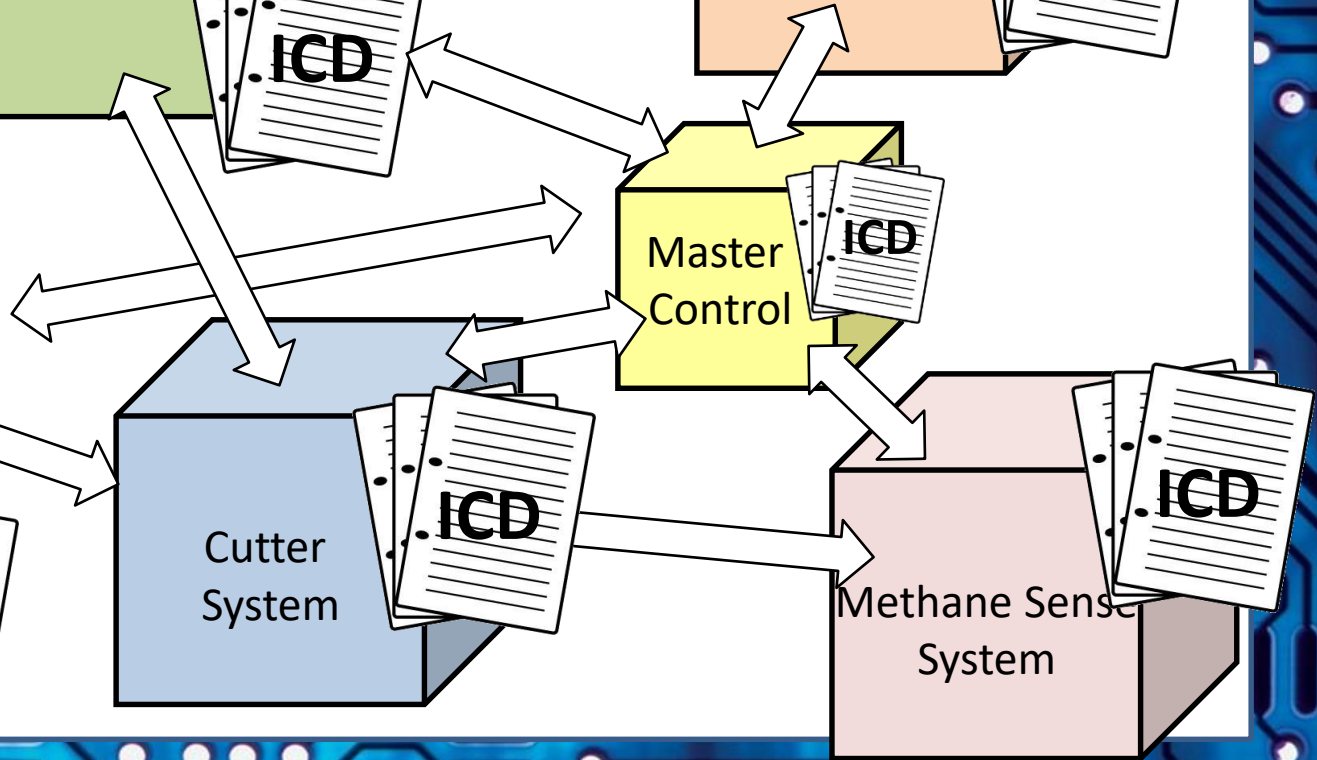 ICD
Master
Control
ICD
Cutter
System
ICD
Methane Sense
System
ICD